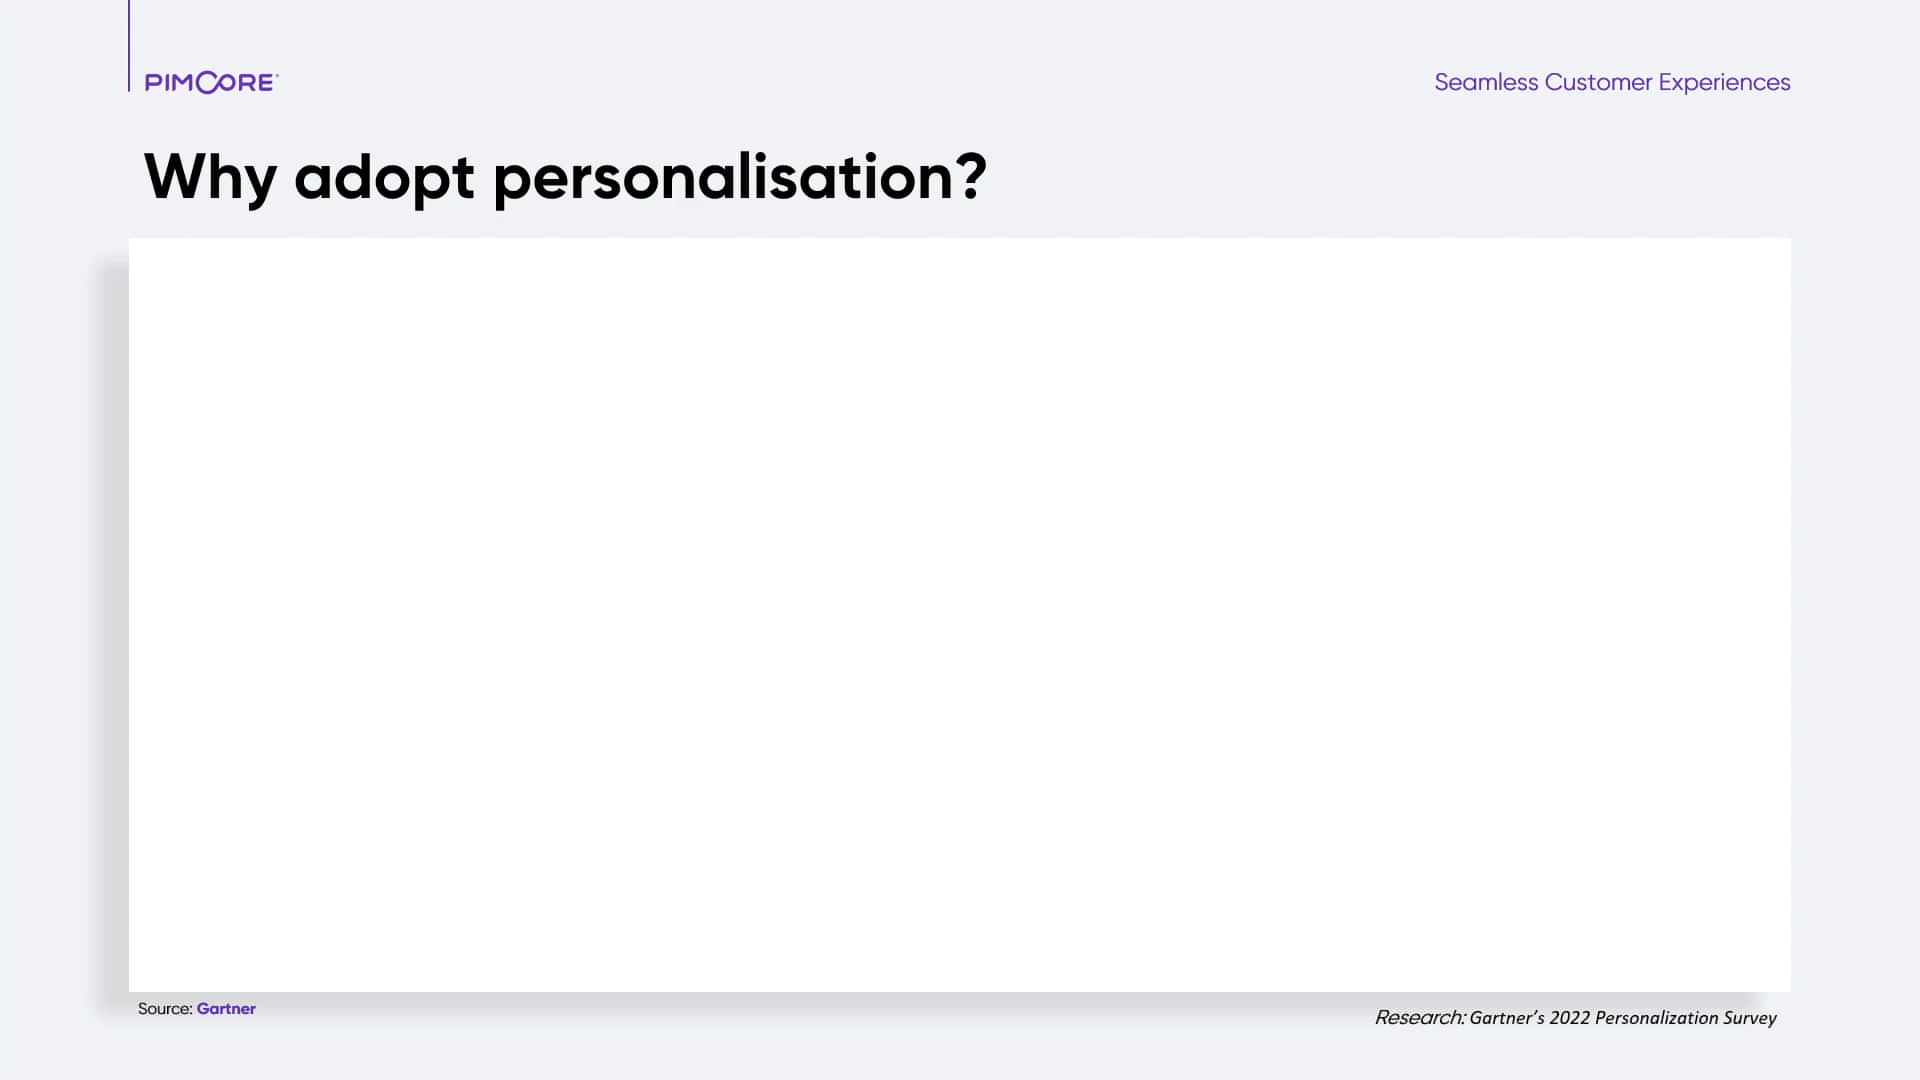 PIMCORE
Seamless Customer Experiences
Why adopt personalisation?
Source: Gartner
Research: Gartner's 2022 Personalization Survey